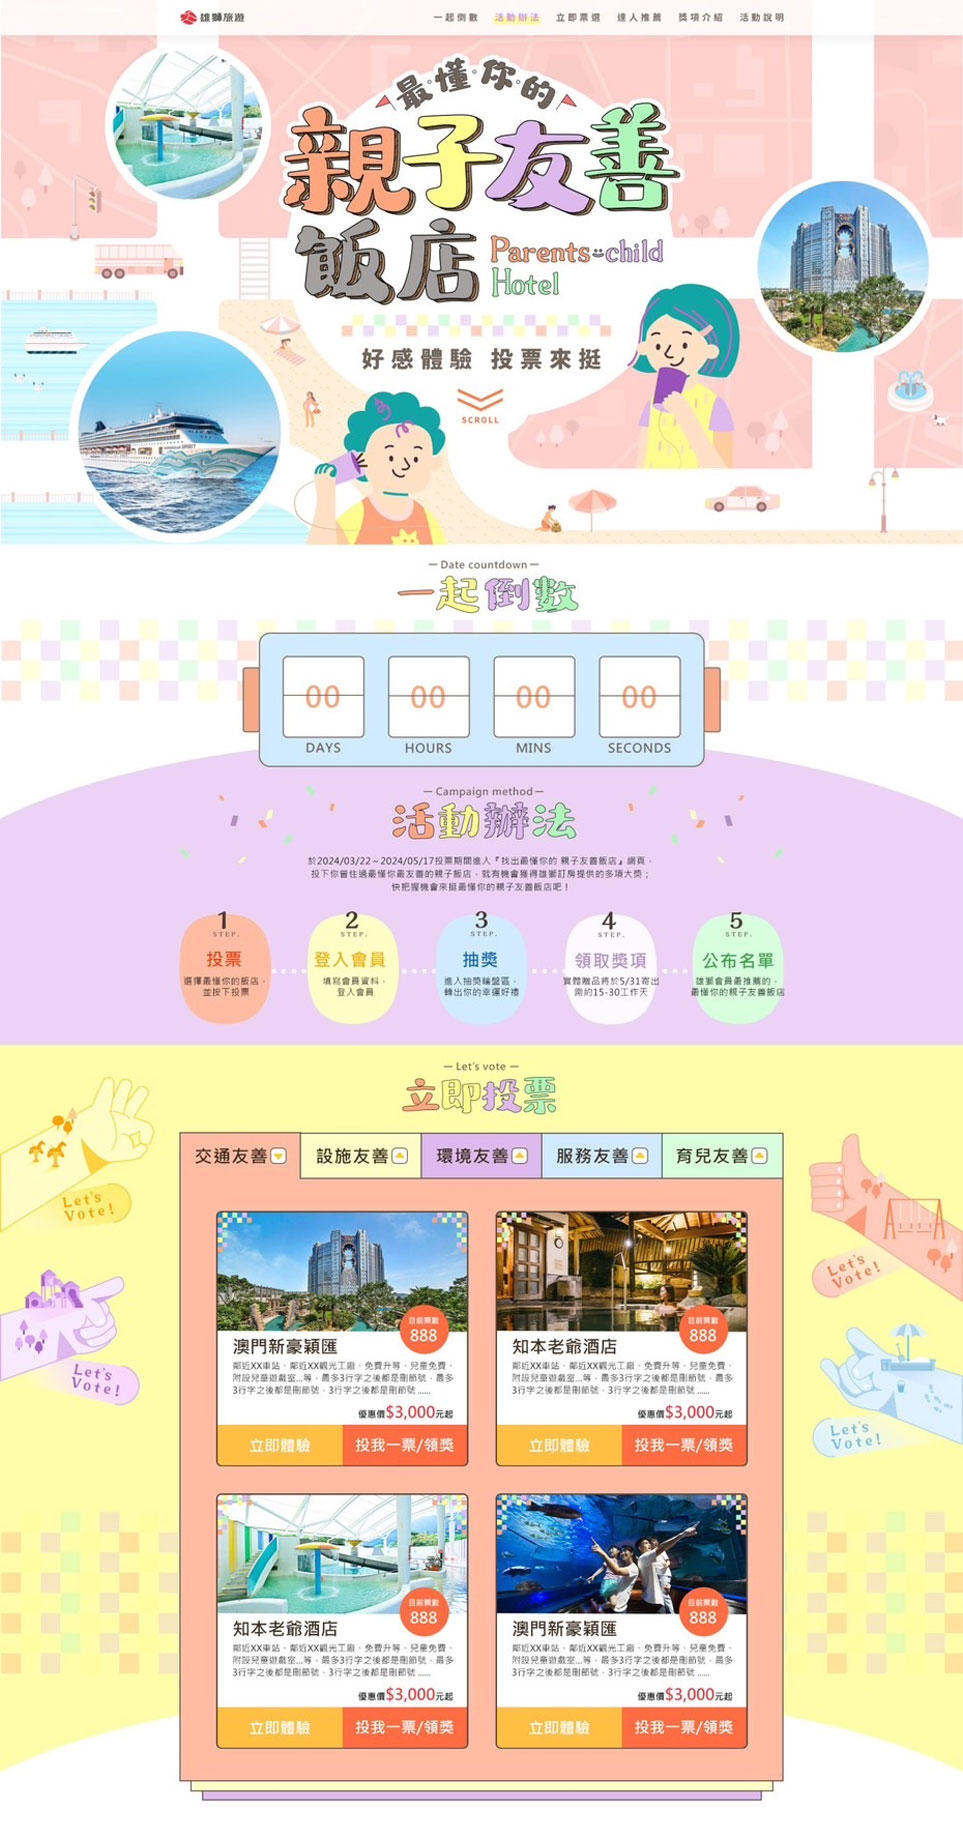 雄獅旅遊
一起倒數 活動辦法 立即票選 達人推薦 獎項介紹 活動說明
最·懂·你·的
親子友善
飯店
Parents child
Hotel
好感體驗 投票來挺
SCROLL
SPIRIT
Date countdown
一起倒數
00 00 00 00
DAYS HOURS MINS SECONDS
Campaign method
活動辦法
於2024/03/22～2024/05/17投票期間進入『找出最懂你的 親子友善飯店』網頁，
投下你曾住過最懂你最友善的親子飯店，就有機會獲得雄獅訂房提供的多項大獎；
快把握機會來挺最懂你的親子友善飯店吧！
1
STEP.
投票
選擇最懂你的飯店，
並按下投票
2
STEP.
登入會員
填寫會員資料，
登入會員
3
STEP.
抽獎
進入抽獎輪盤區，
轉出你的幸運好禮
4
STEP.
領取獎項
實體贈品將於5/31寄出
需約15-30工作天
5
STEP.
公布名單
雄獅會員最推薦的，
最懂你的親子友善飯店
Let's vote
立即投票
Let's
Vote!
Let's
Vote!
Let's
Vote!
Let's
Vote!
交通友善 設施友善 環境友善 服務友善 育兒友善
目前票數
888
澳門新豪穎匯
鄰近XX車站、鄰近XX觀光工廠、免費升等、兒童免費、
附設兒童遊戲室...等，最多3行字之後都是刪節號，最多
3行字之後都是刪節號，3行字之後都是刪節號 ......
優惠價$3,000元起
立即體驗 投我一票/領獎
目前票數
888
知本老爺酒店
鄰近XX車站、鄰近XX觀光工廠、免費升等、兒童免費、
附設兒童遊戲室...等，最多3行字之後都是刪節號，最多
3行字之後都是刪節號，3行字之後都是刪節號 ......
優惠價$3,000元起
立即體驗 投我一票/領獎
目前票數
888
知本老爺酒店
鄰近XX車站、鄰近XX觀光工廠、免費升等、兒童免費、
附設兒童遊戲室...等，最多3行字之後都是刪節號，最多
3行字之後都是刪節號，3行字之後都是刪節號 ......
優惠價$3,000元起
立即體驗 投我一票/領獎
目前票數
888
澳門新豪穎匯
鄰近XX車站、鄰近XX觀光工廠、免費升等、兒童免費、
附設兒童遊戲室...等，最多3行字之後都是刪節號，最多
3行字之後都是刪節號，3行字之後都是刪節號 ......
優惠價$3,000元起
立即體驗 投我一票/領獎